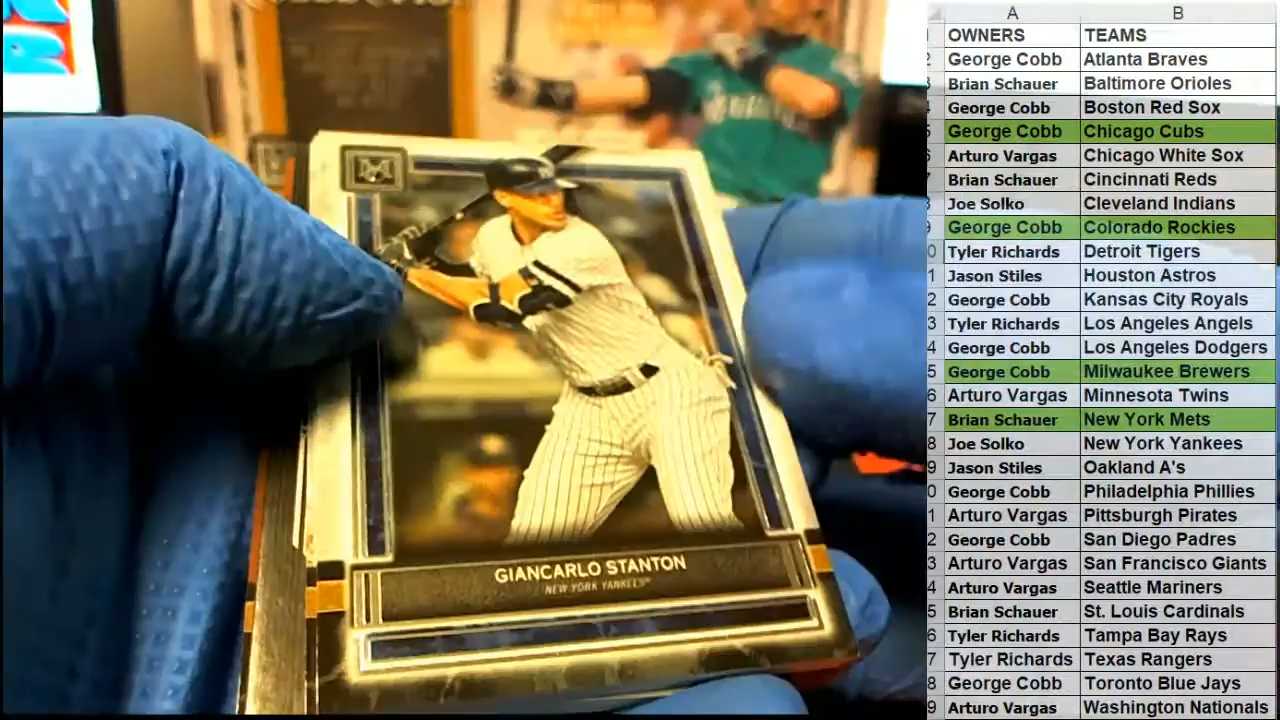 GIANCARLO STANTON
NEW YORK YANKEES
A B
OWNERS TEAMS
George Cobb Atlanta Braves
Brian Schauer Baltimore Orioles
George Cobb Boston Red Sox
George Cobb Chicago Cubs
Arturo Vargas Chicago White Sox
Brian Schauer Cincinnati Reds
Joe Solko Cleveland Indians
George Cobb Colorado Rockies
Tyler Richards Detroit Tigers
Jason Stiles Houston Astros
George Cobb Kansas City Royals
Tyler Richards Los Angeles Angels
George Cobb Los Angeles Dodgers
George Cobb Milwaukee Brewers
Arturo Vargas Minnesota Twins
Brian Schauer New York Mets
Joe Solko New York Yankees
Jason Stiles Oakland A's
George Cobb Philadelphia Phillies
Arturo Vargas Pittsburgh Pirates
George Cobb San Diego Padres
Arturo Vargas San Francisco Giants
Arturo Vargas Seattle Mariners
Brian Schauer St. Louis Cardinals
Tyler Richards Tampa Bay Rays
Tyler Richards Texas Rangers
George Cobb Toronto Blue Jays
Arturo Vargas Washington Nationals